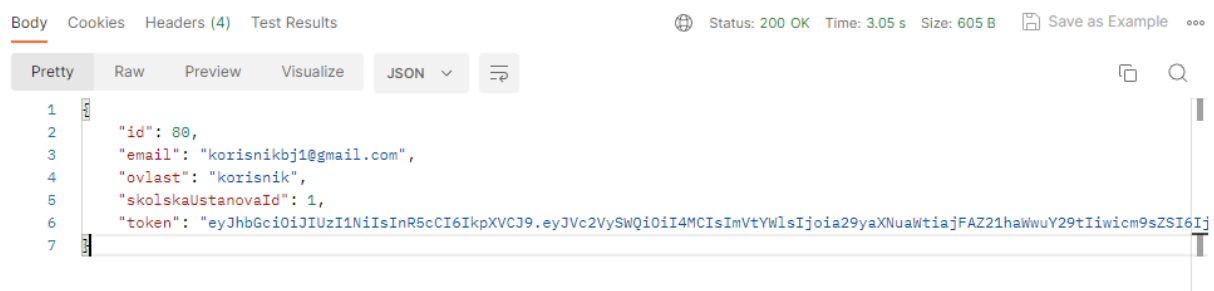 Body Cookies Headers (4) Test Results Status: 200 OK Time: 3.05 s Size: 605 B Save as Example
Pretty Raw Preview Visualize JSON
1 {
2 "id": 80,
3 "email": "korisnikbj1@gmail.com",
4 "ovlast": "korisnik",
5 "skolskaUstanovaId": 1,
6 "token": "eyJhbGciOiJIUzI1NiIsInR5cCI6IkpXVCJ9.eyJVc2VySWQiOiI4MCIsImVtYWlsIjoia29yaXNuaWtiajFAZ21haWwuY29tIiwicm9sZSI6Ij
7 }